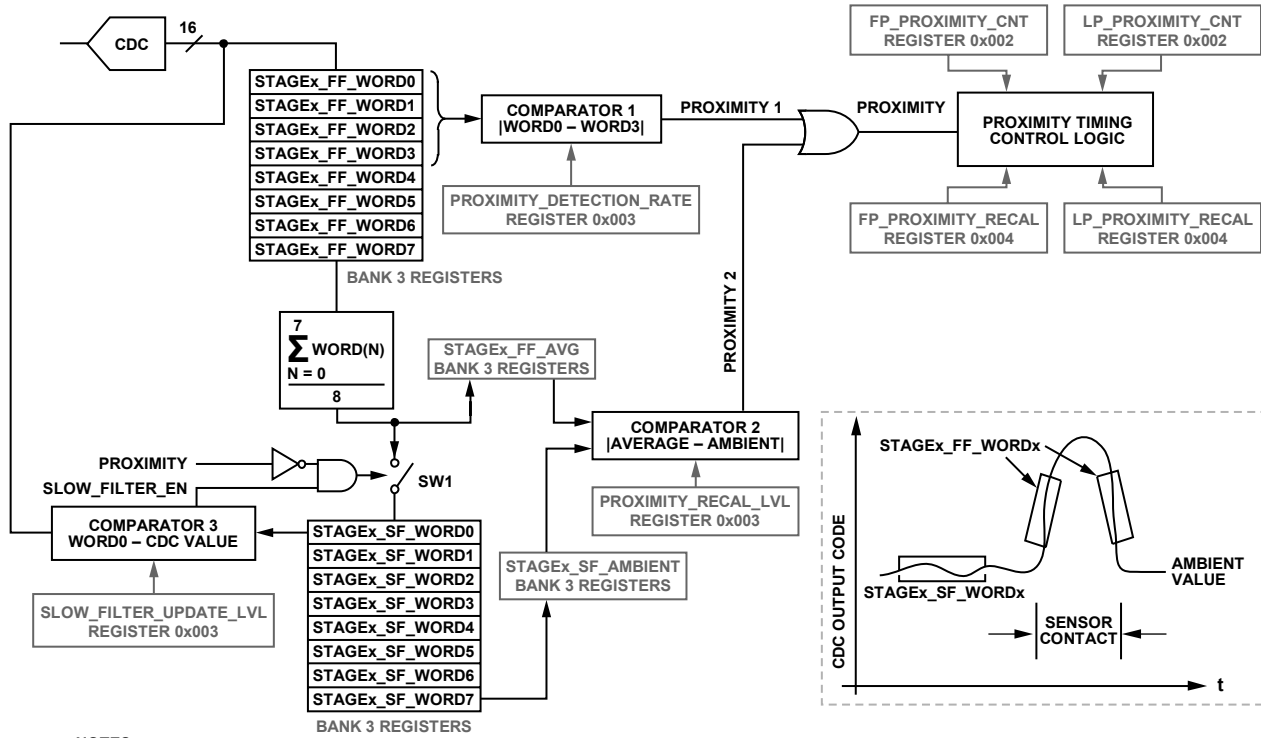 CDC
16
STAGEx_FF_WORD0
STAGEx_FF_WORD1
STAGEx_FF_WORD2
STAGEx_FF_WORD3
STAGEx_FF_WORD4
STAGEx_FF_WORD5
STAGEx_FF_WORD6
STAGEx_FF_WORD7
BANK 3 REGISTERS
COMPARATOR 1
|WORD0 – WORD3|
PROXIMITY_DETECTION_RATE
REGISTER 0x003
PROXIMITY 1
PROXIMITY
FP_PROXIMITY_CNT
REGISTER 0x002
LP_PROXIMITY_CNT
REGISTER 0x002
PROXIMITY TIMING
CONTROL LOGIC
FP_PROXIMITY_RECAL
REGISTER 0x004
LP_PROXIMITY_RECAL
REGISTER 0x004
PROXIMITY 2
7
Σ WORD(N)
N = 0
8
STAGEx_FF_AVG
BANK 3 REGISTERS
COMPARATOR 2
|AVERAGE – AMBIENT|
PROXIMITY_RECAL_LVL
REGISTER 0x003
PROXIMITY
SLOW_FILTER_EN
SW1
COMPARATOR 3
WORD0 – CDC VALUE
SLOW_FILTER_UPDATE_LVL
REGISTER 0x003
STAGEx_SF_WORD0
STAGEx_SF_WORD1
STAGEx_SF_WORD2
STAGEx_SF_WORD3
STAGEx_SF_WORD4
STAGEx_SF_WORD5
STAGEx_SF_WORD6
STAGEx_SF_WORD7
BANK 3 REGISTERS
STAGEx_SF_AMBIENT
BANK 3 REGISTERS
CDC OUTPUT CODE
STAGEx_FF_WORDx
STAGEx_SF_WORDx
AMBIENT
VALUE
SENSOR
CONTACT
t